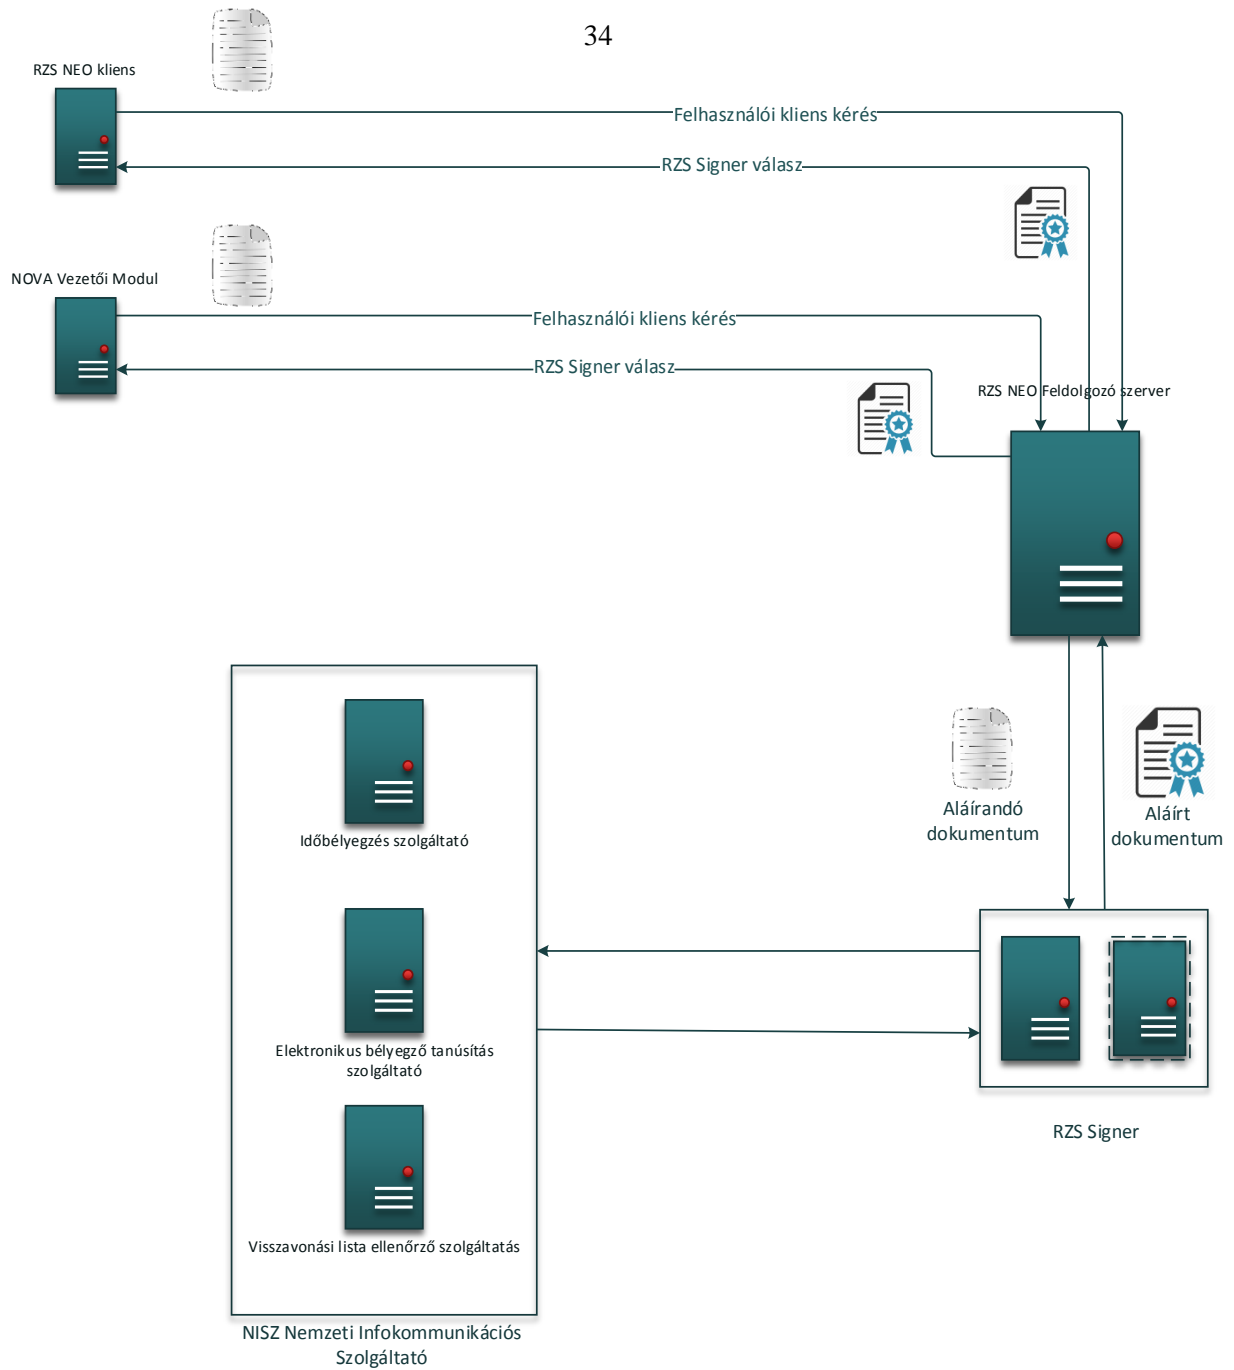 34
RZS NEO kliens
Felhasználói kliens kérés
RZS Signer válasz
NOVA Vezetői Modul
Felhasználói kliens kérés
RZS Signer válasz
RZS NEO Feldolgozó szerver
Aláírandó
dokumentum
Aláírt
dokumentum
Időbélyegzés szolgáltató
Elektronikus bélyegző tanúsítás
szolgáltató
Visszavonási lista ellenőrző szolgáltatás
RZS Signer
NISZ Nemzeti Infokommunikációs
Szolgáltató